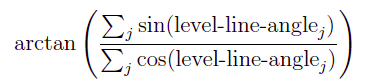 arctan ( ∑_j sin(level-line-angle_j) / ∑_j cos(level-line-angle_j) )